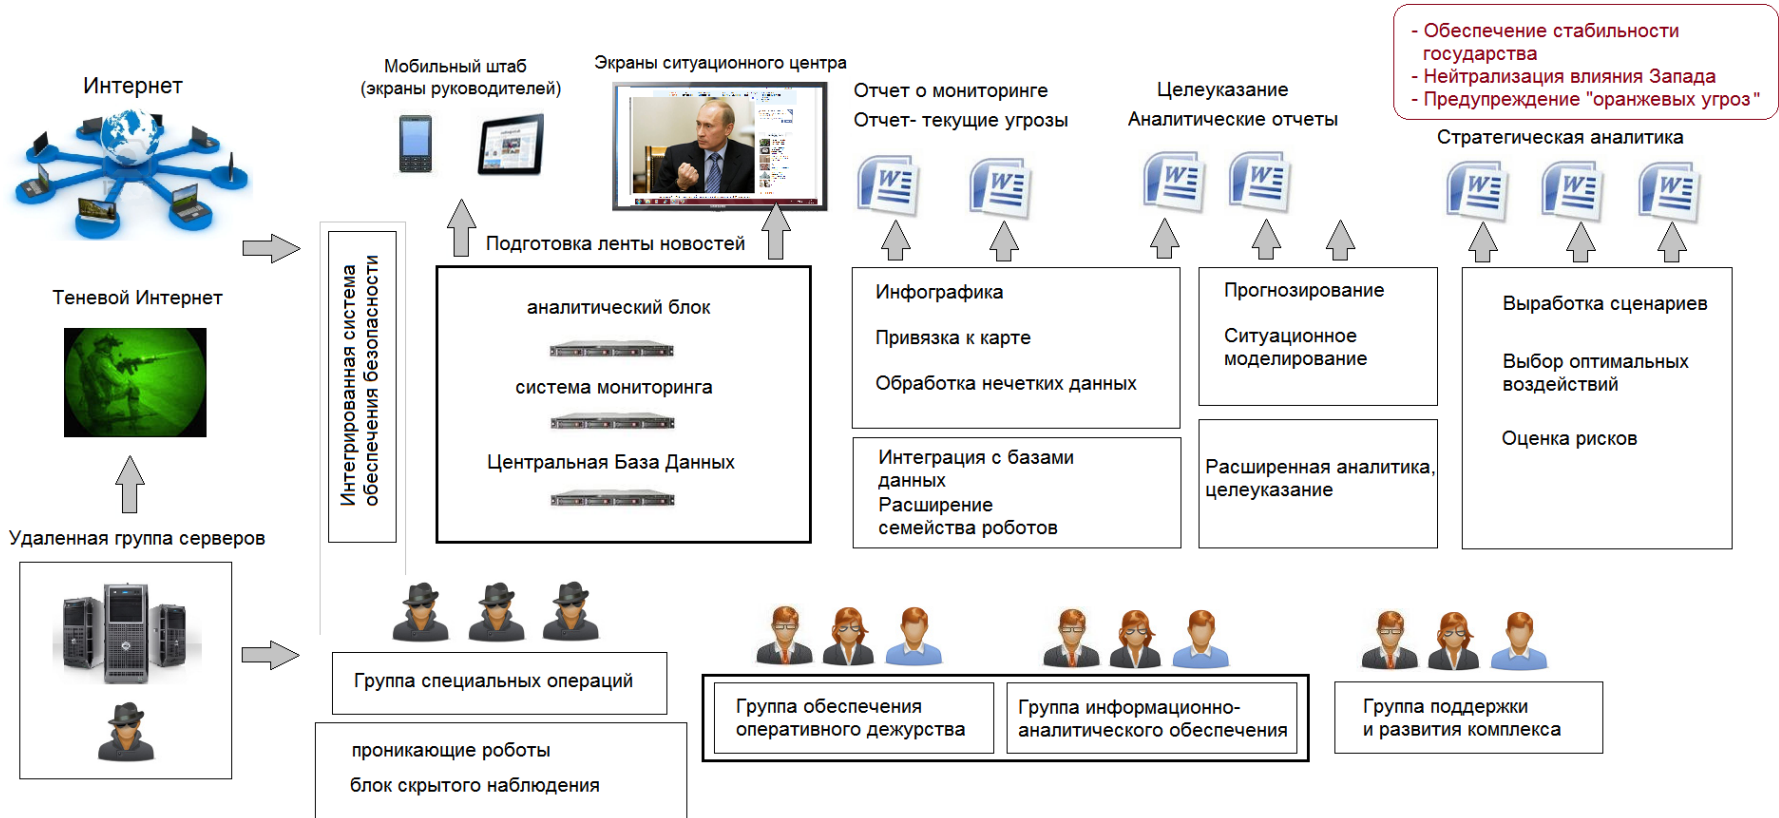 Интернет
Теневой Интернет
Удаленная группа серверов
Интегрированная система
обеспечения безопасности
Мобильный штаб
(экраны руководителей)
Экраны ситуационного центра
Подготовка ленты новостей
аналитический блок
система мониторинга
Центральная База Данных
Отчет о мониторинге
Отчет- текущие угрозы
W
W
Инфографика
Привязка к карте
Обработка нечетких данных
Интеграция с базами
данных
Расширение
семейства роботов
Целеуказание
Аналитические отчеты
W
W
Прогнозирование
Ситуационное
моделирование
Расширенная аналитика,
целеуказание
- Обеспечение стабильности
государства
- Нейтрализация влияния Запада
- Предупреждение "оранжевых угроз"
Стратегическая аналитика
W
W
W
Выработка сценариев
Выбор оптимальных
воздействий
Оценка рисков
Группа специальных операций
проникающие роботы
блок скрытого наблюдения
Группа обеспечения
оперативного дежурства
Группа информационно-
аналитического обеспечения
Группа поддержки
и развития комплекса